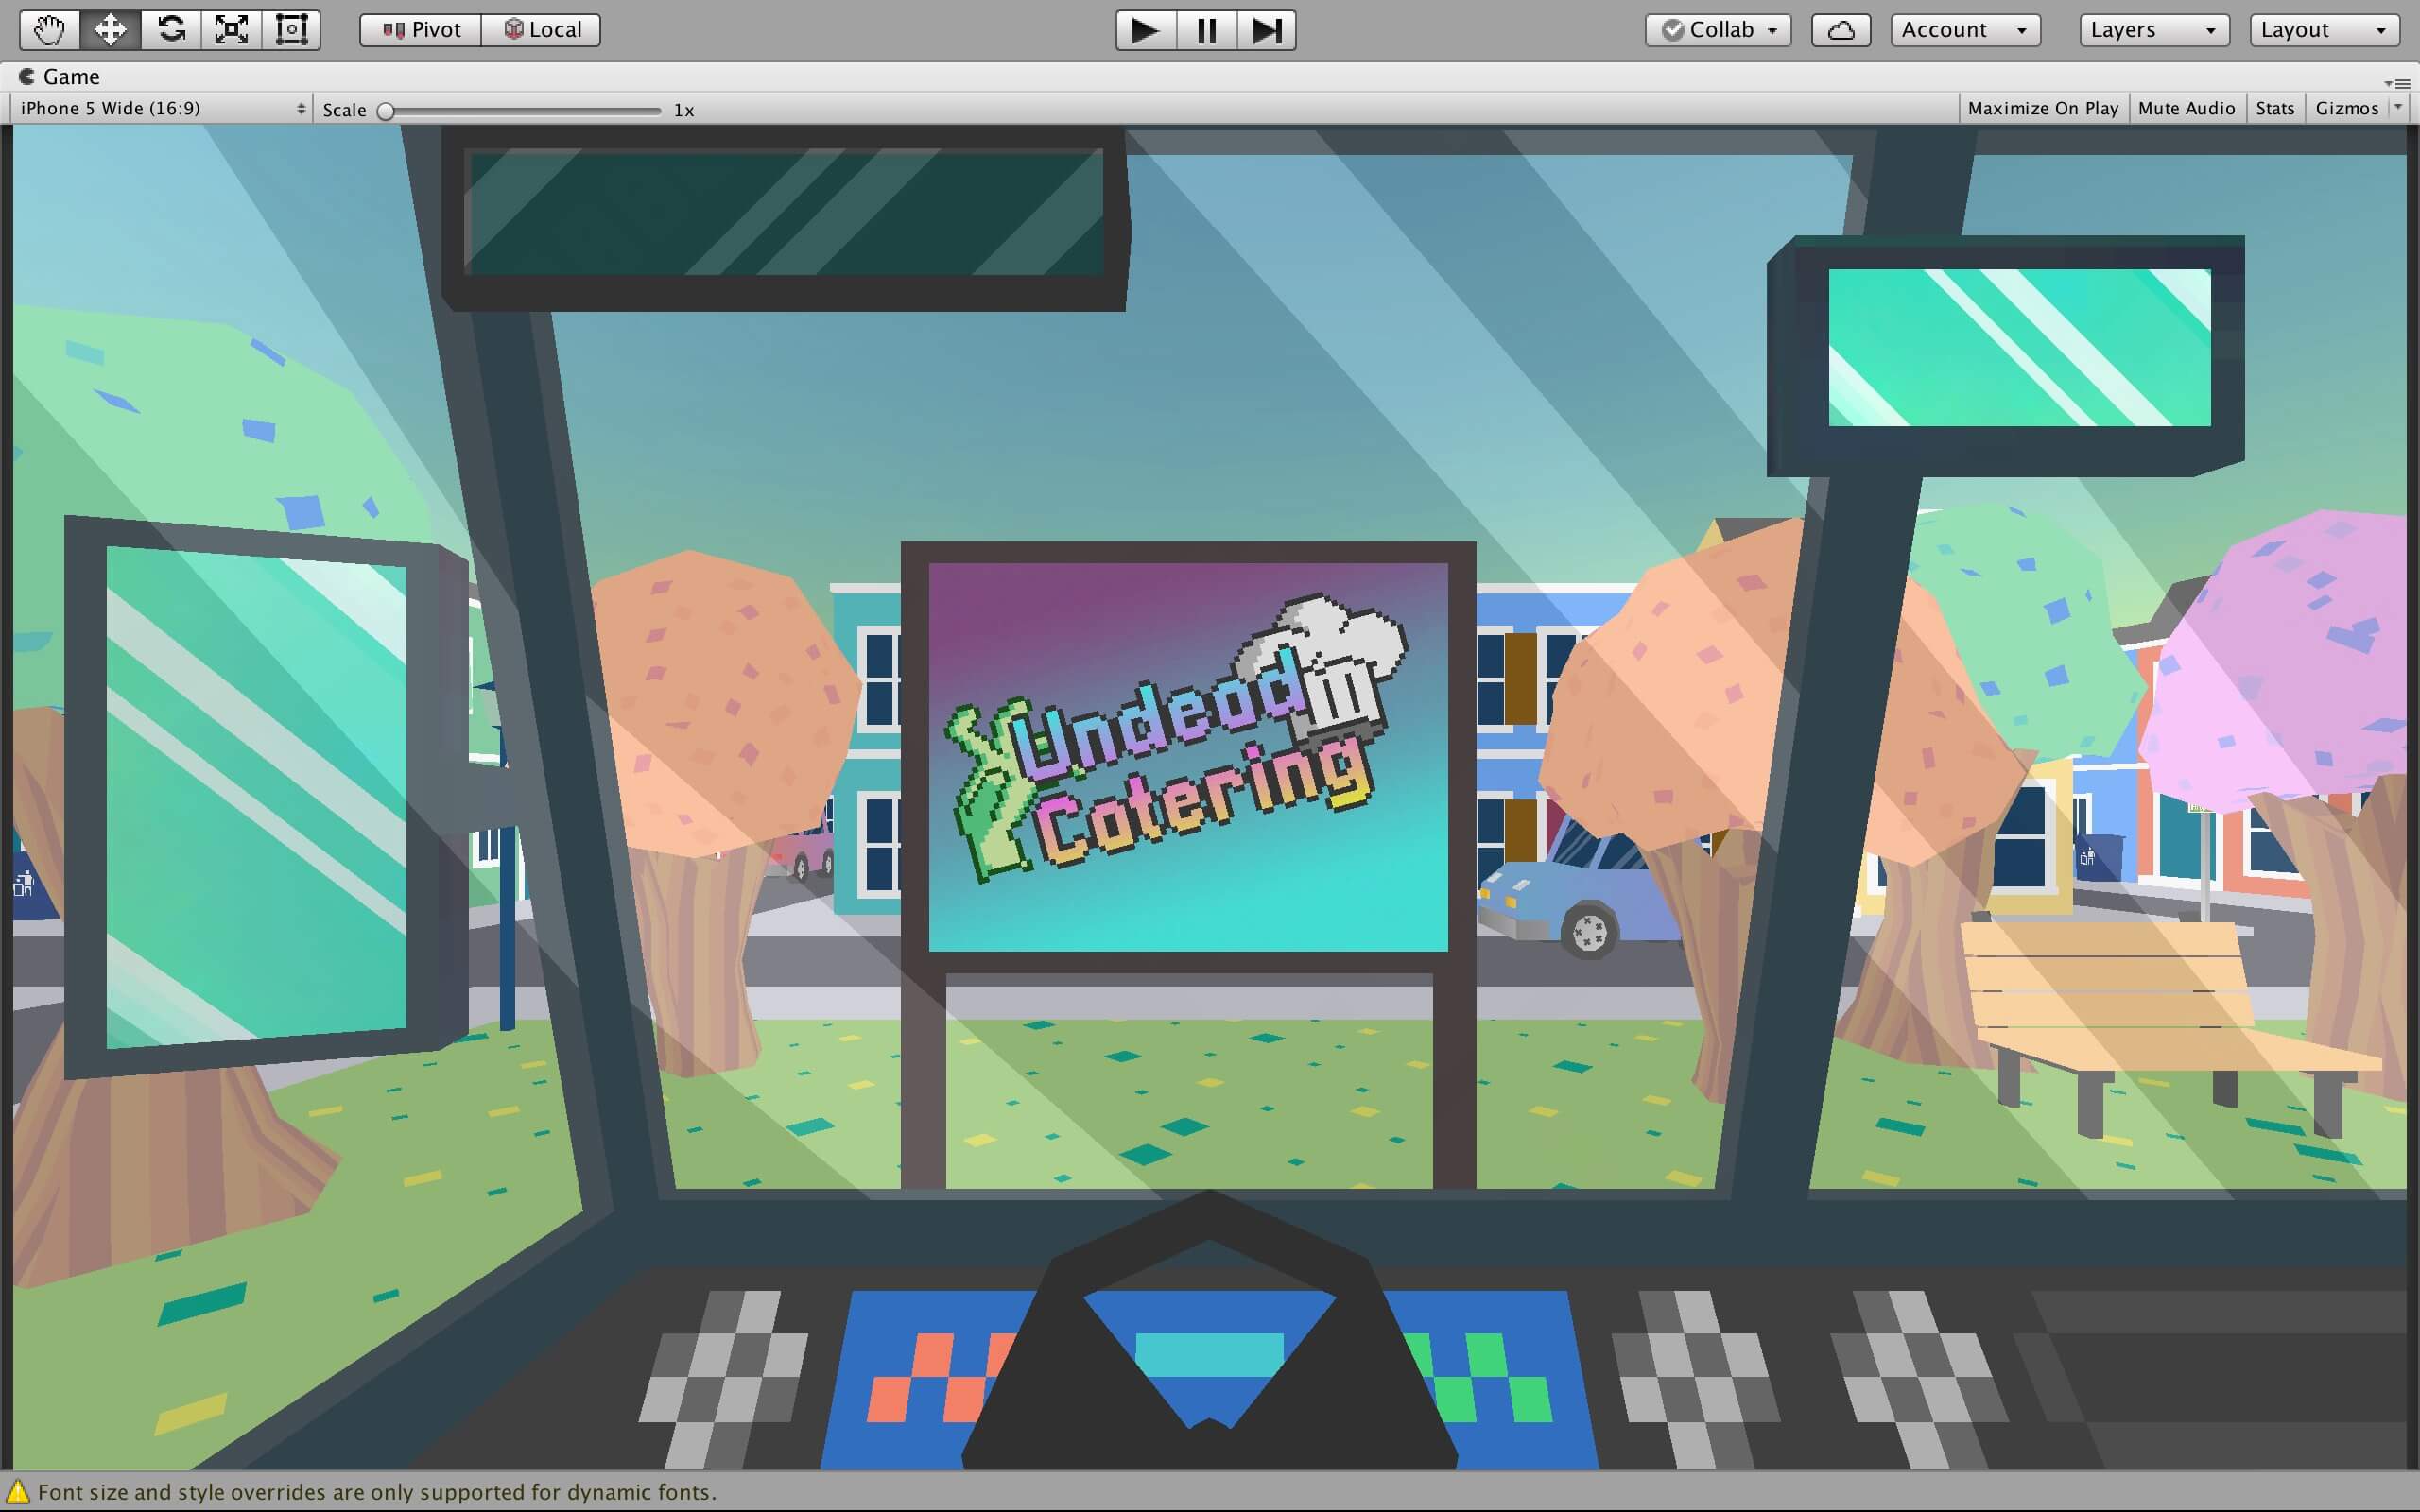 Pivot Local Collab Account Layers Layout
Game
iPhone 5 Wide (16:9) Scale 1x Maximize On Play Mute Audio Stats Gizmos
Undead
Catering
Font size and style overrides are only supported for dynamic fonts.